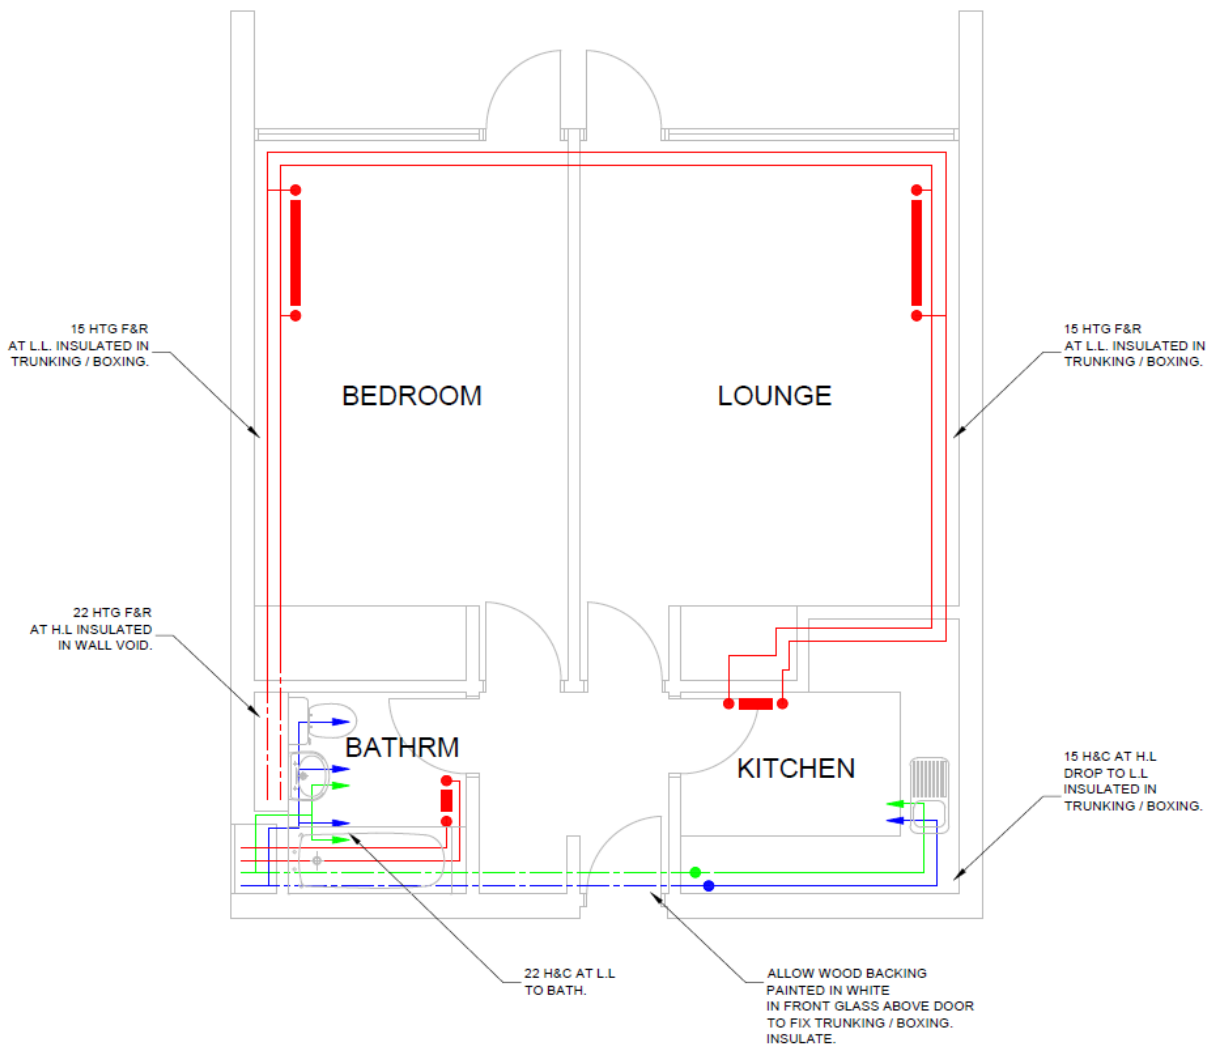 15 HTG F&R
AT L.L. INSULATED IN
TRUNKING / BOXING.
15 HTG F&R
AT L.L. INSULATED IN
TRUNKING / BOXING.
BEDROOM
LOUNGE
22 HTG F&R
AT H.L INSULATED
IN WALL VOID.
BATHRM
KITCHEN
15 H&C AT H.L
DROP TO L.L
INSULATED IN
TRUNKING / BOXING.
22 H&C AT L.L
TO BATH.
ALLOW WOOD BACKING
PAINTED IN WHITE
IN FRONT GLASS ABOVE DOOR
TO FIX TRUNKING / BOXING.
INSULATE.